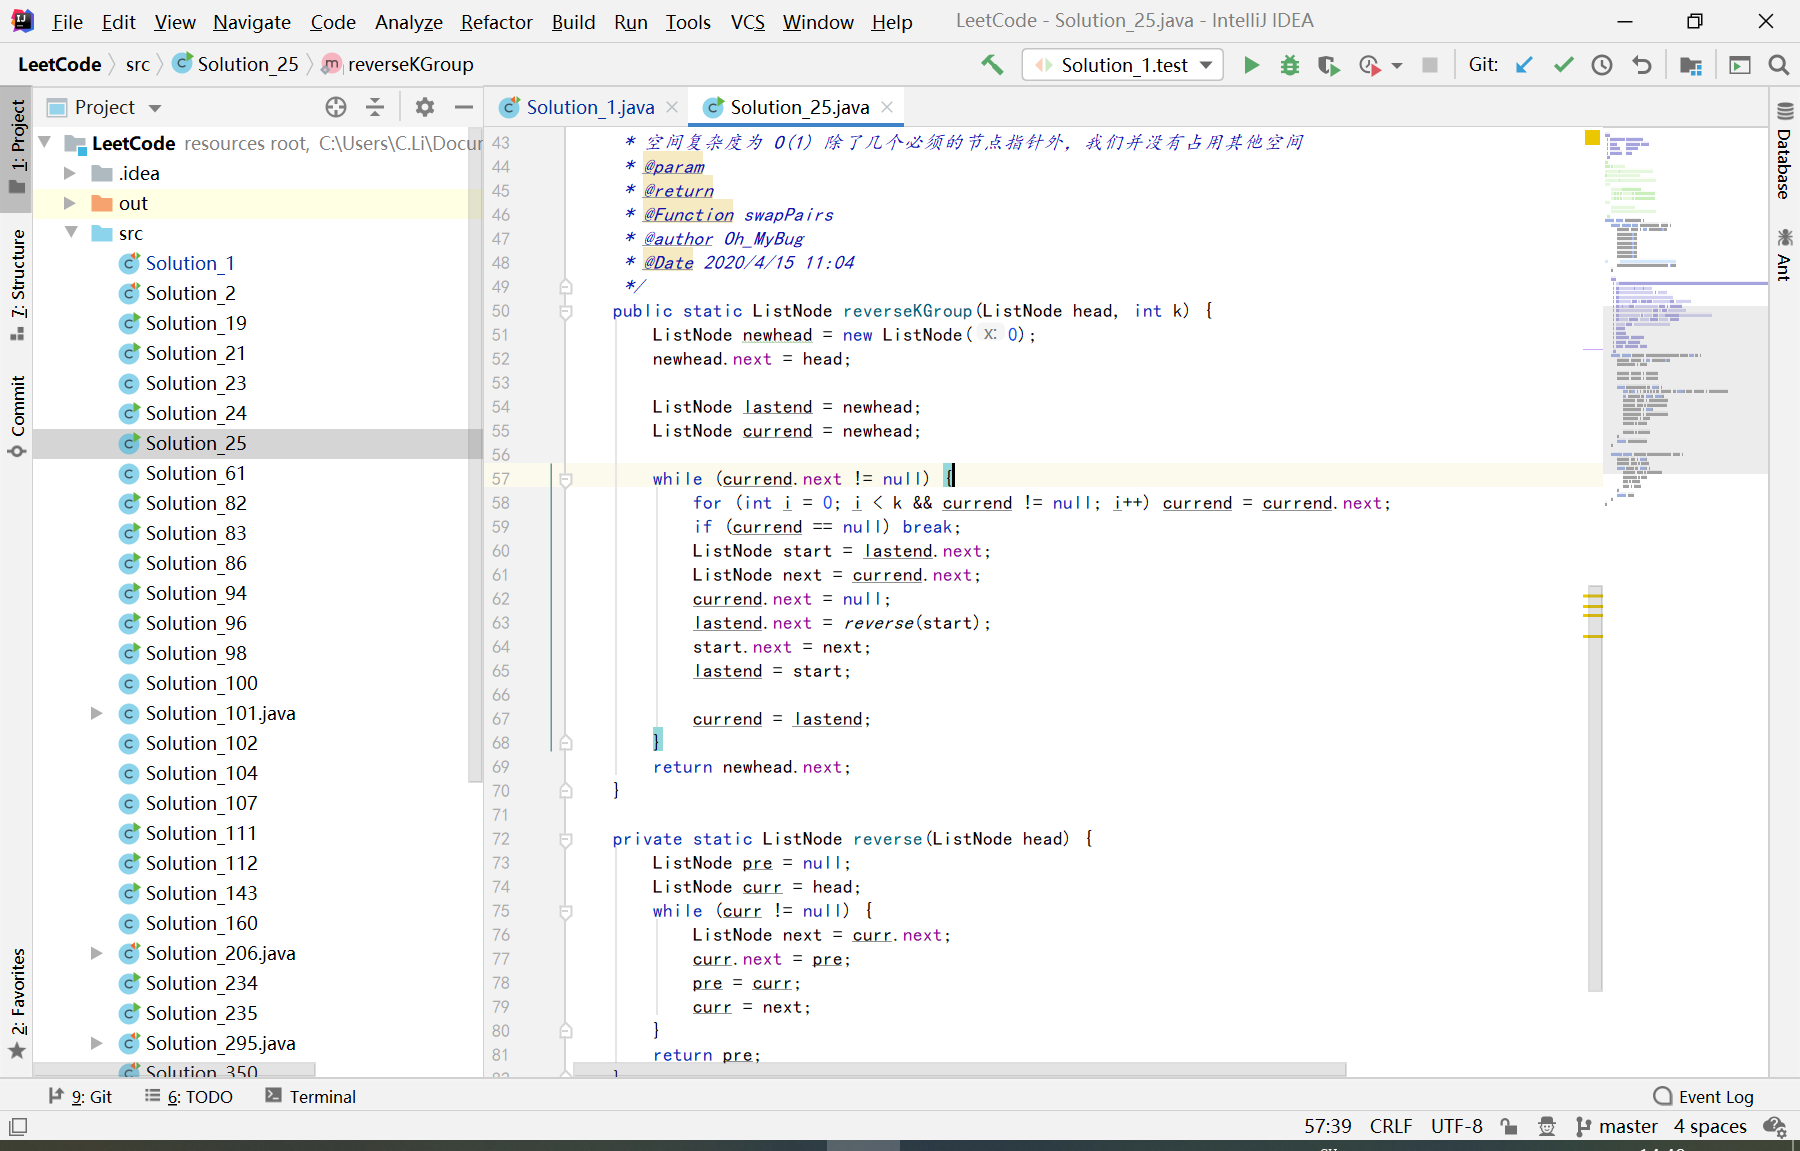 File Edit View Navigate Code Analyze Refactor Build Run Tools VCS Window Help LeetCode - Solution_25.java - IntelliJ IDEA
LeetCode src Solution_25 reverseKGroup Solution_1.test Git:
Project Solution_1.java Solution_25.java
1: Project
7: Structure
Commit
2: Favorites
LeetCode resources root, C:\Users\C.Li\Docur
.idea
out
src
Solution_1
Solution_2
Solution_19
Solution_21
Solution_23
Solution_24
Solution_25
Solution_61
Solution_82
Solution_83
Solution_86
Solution_94
Solution_96
Solution_98
Solution_100
Solution_101.java
Solution_102
Solution_104
Solution_107
Solution_111
Solution_112
Solution_143
Solution_160
Solution_206.java
Solution_234
Solution_235
Solution_295.java
Solution_350
43 * 空间复杂度为 O(1) 除了几个必须的节点指针外，我们并没有占用其他空间
44 * @param
45 * @return
46 * @Function swapPairs
47 * @author Oh_MyBug
48 * @Date 2020/4/15 11:04
49 */
50 public static ListNode reverseKGroup(ListNode head, int k) {
51 ListNode newhead = new ListNode( x: 0);
52 newhead.next = head;
53
54 ListNode lastend = newhead;
55 ListNode currend = newhead;
56
57 while (currend.next != null) {
58 for (int i = 0; i < k && currend != null; i++) currend = currend.next;
59 if (currend == null) break;
60 ListNode start = lastend.next;
61 ListNode next = currend.next;
62 currend.next = null;
63 lastend.next = reverse(start);
64 start.next = next;
65 lastend = start;
66
67 currend = lastend;
68 }
69 return newhead.next;
70 }
71
72 private static ListNode reverse(ListNode head) {
73 ListNode pre = null;
74 ListNode curr = head;
75 while (curr != null) {
76 ListNode next = curr.next;
77 curr.next = pre;
78 pre = curr;
79 curr = next;
80 }
81 return pre;
Database
Ant
9: Git 6: TODO Terminal Event Log
57:39 CRLF UTF-8 master 4 spaces